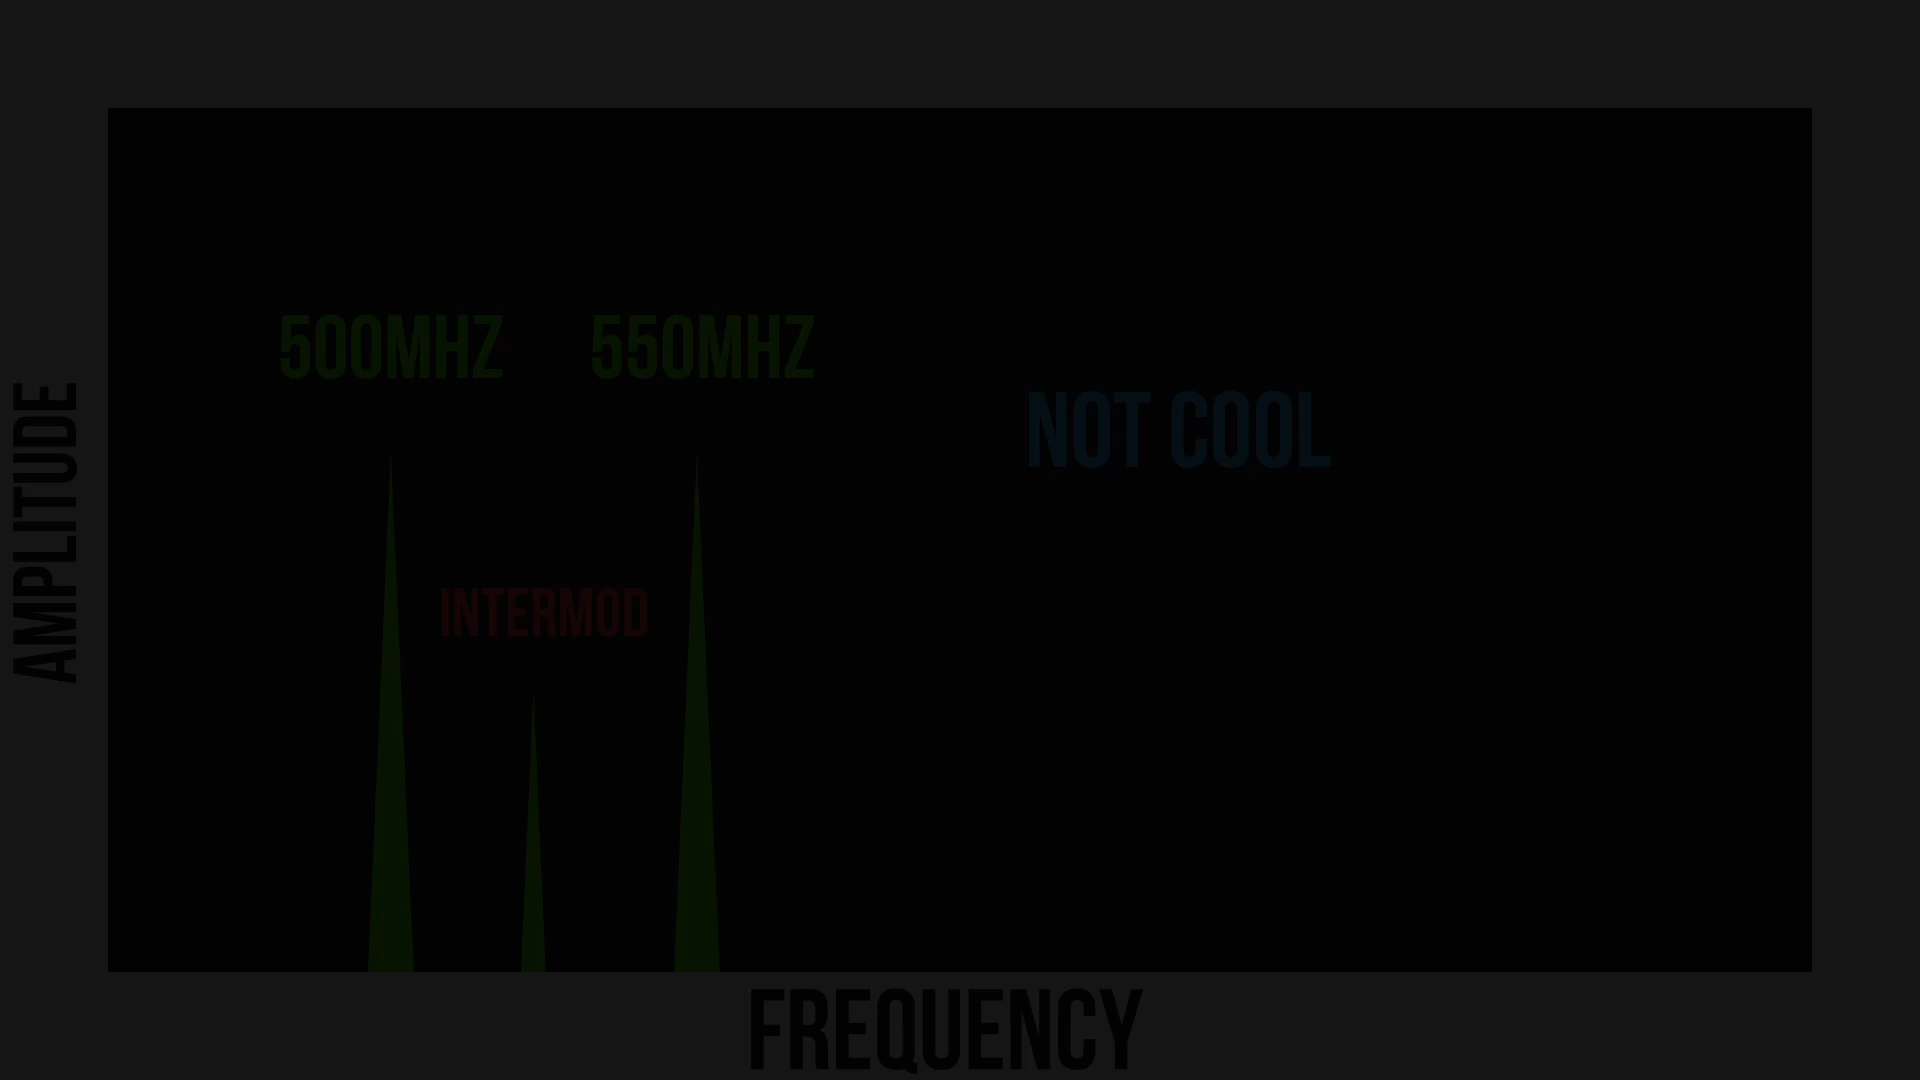 500MHZ 550MHZ
NOT COOL
AMPLITUDE
INTERMOD
FREQUENCY